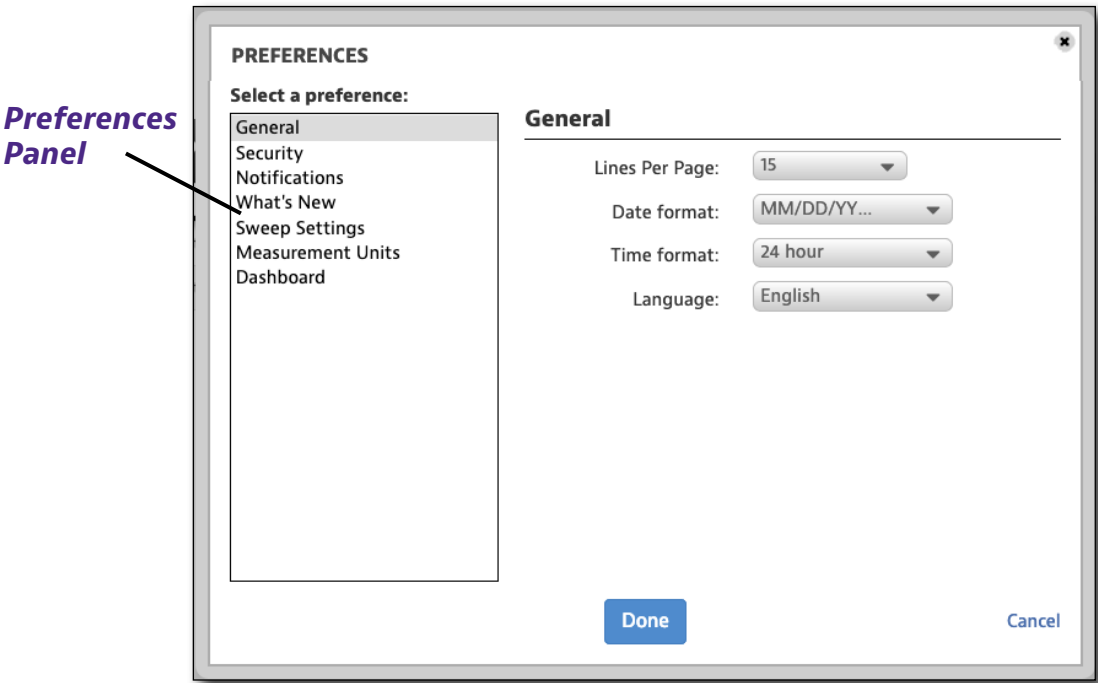 Preferences
Panel
PREFERENCES
Select a preference:
General
Security
Notifications
What's New
Sweep Settings
Measurement Units
Dashboard
General
Lines Per Page: 15
Date format: MM/DD/YY...
Time format: 24 hour
Language: English
Done
Cancel